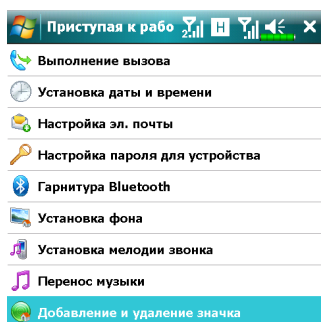 Приступая к рабо
Выполнение вызова
Установка даты и времени
Настройка эл. почты
Настройка пароля для устройства
Гарнитура Bluetooth
Установка фона
Установка мелодии звонка
Перенос музыки
Добавление и удаление значка